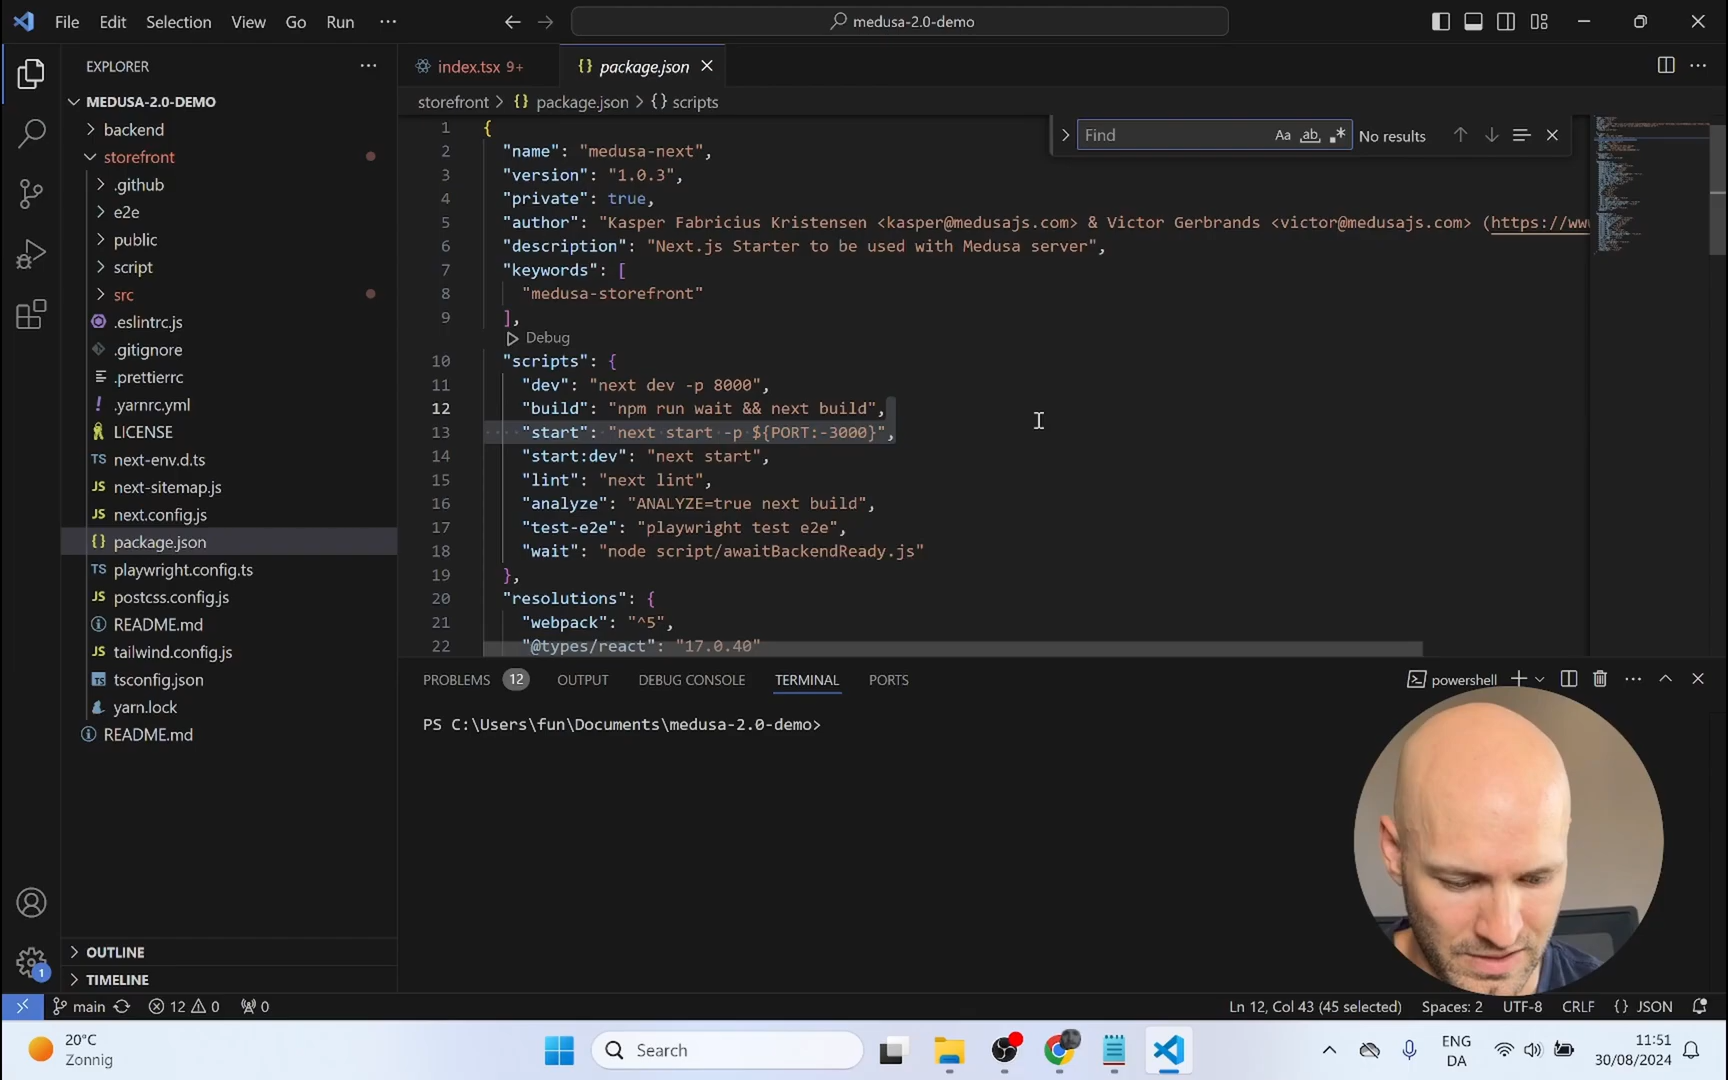 File Edit Selection View Go Run ···
medusa-2.0-demo
EXPLORER
MEDUSA-2.0-DEMO
backend
storefront
.github
e2e
public
script
src
.eslintrc.js
.gitignore
.prettierrc
.yarnrc.yml
LICENSE
next-env.d.ts
next-sitemap.js
next.config.js
package.json
playwright.config.ts
postcss.config.js
README.md
tailwind.config.js
tsconfig.json
yarn.lock
README.md
OUTLINE
TIMELINE
index.tsx 9+
package.json
storefront > {} package.json > {} scripts
Find
Aa ab
No results
1 {
2 "name": "medusa-next",
3 "version": "1.0.3",
4 "private": true,
5 "author": "Kasper Fabricius Kristensen <kasper@medusajs.com> & Victor Gerbrands <victor@medusajs.com> (https://ww
6 "description": "Next.js Starter to be used with Medusa server",
7 "keywords": [
8 "medusa-storefront"
9 ],
Debug
10 "scripts": {
11 "dev": "next dev -p 8000",
12 "build": "npm run wait && next build",
13 "start": "next start -p ${PORT:-3000}",
14 "start:dev": "next start",
15 "lint": "next lint",
16 "analyze": "ANALYZE=true next build",
17 "test-e2e": "playwright test e2e",
18 "wait": "node script/awaitBackendReady.js"
19 },
20 "resolutions": {
21 "webpack": "^5",
22 "@types/react": "17.0.40"
PROBLEMS 12 OUTPUT DEBUG CONSOLE TERMINAL PORTS
powershell
PS C:\Users\fun\Documents\medusa-2.0-demo>
1
main 12 0 0
Ln 12, Col 43 (45 selected) Spaces: 2 UTF-8 CRLF {} JSON
20°C
Zonnig
Search
ENG
DA
11:51
30/08/2024